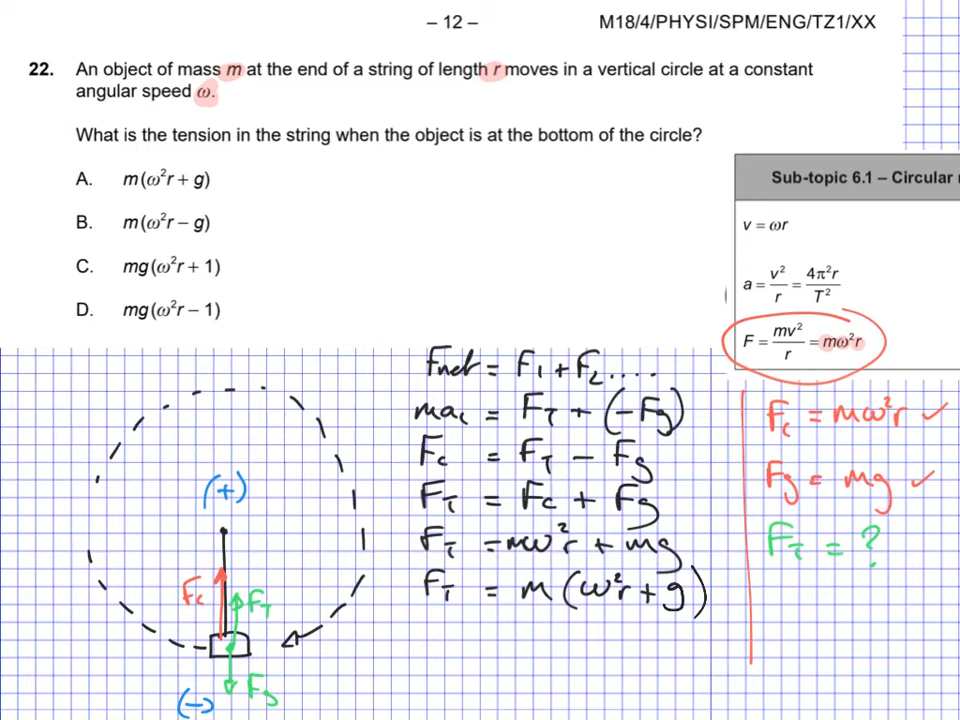 – 12 –
M18/4/PHYSI/SPM/ENG/TZ1/XX
22. An object of mass m at the end of a string of length r moves in a vertical circle at a constant
angular speed ω.
What is the tension in the string when the object is at the bottom of the circle?
A. m(ω²r + g)
B. m(ω²r – g)
C. mg(ω²r + 1)
D. mg(ω²r – 1)
Sub-topic 6.1 – Circular
v = ωr
a = v²/r = 4π²r/T²
F = mv²/r = mω²r
Fnet = F₁ + F₂ ....
mac = FT + (–Fg)
Fc = FT – Fg
FT = Fc + Fg
FT = mω²r + mg
FT = m(ω²r + g)
Fc = mω²r ✓
Fg = mg ✓
FT = ?
(+)
Fc
FT
Fg
(–)